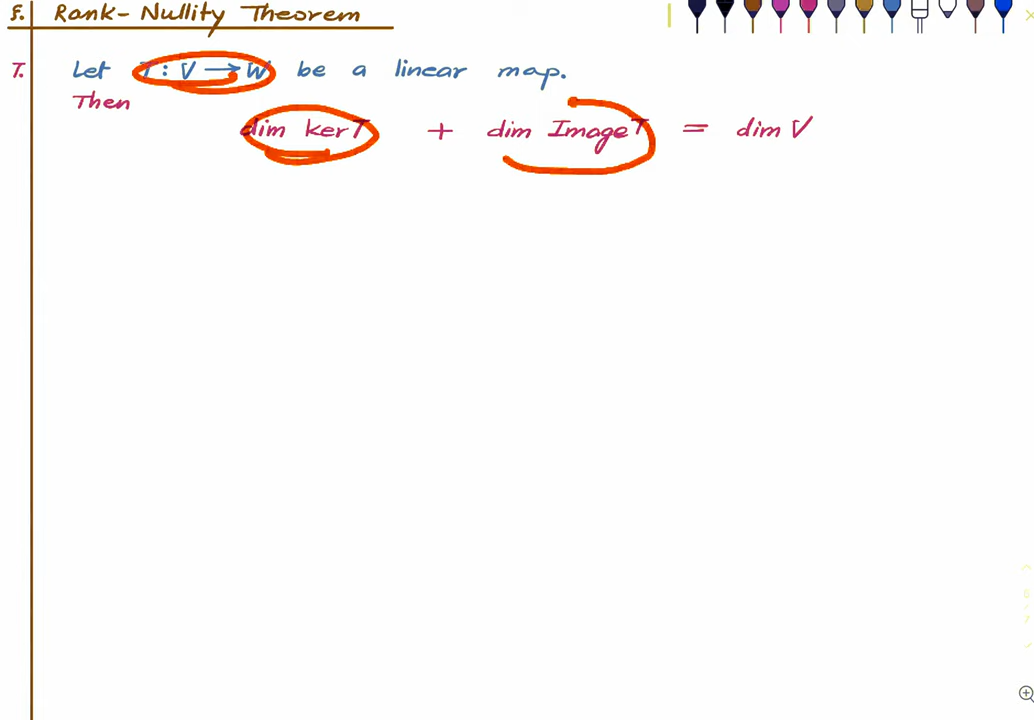 5. Rank-Nullity Theorem
T. Let T : V → W be a linear map.
Then
dim ker T + dim Image T = dim V